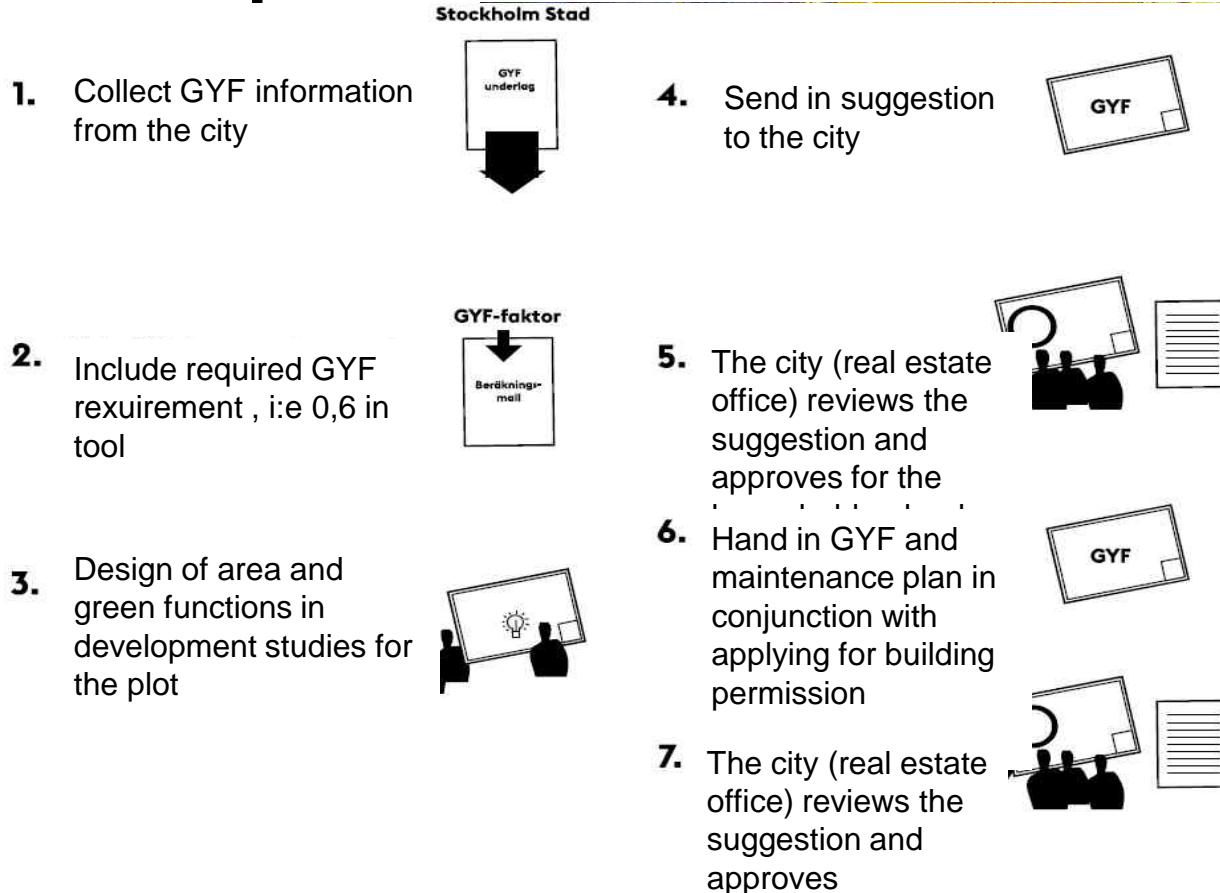 Stockholm Stad
1. Collect GYF information
from the city
GYF
underlag
2. Include required GYF
rexuirement , i:e 0,6 in
tool
GYF-faktor
Beräknings-
mall
3. Design of area and
green functions in
development studies for
the plot
4. Send in suggestion
to the city
GYF
5. The city (real estate
office) reviews the
suggestion and
approves for the
6. Hand in GYF and
maintenance plan in
conjunction with
applying for building
permission
GYF
7. The city (real estate
office) reviews the
suggestion and
approves